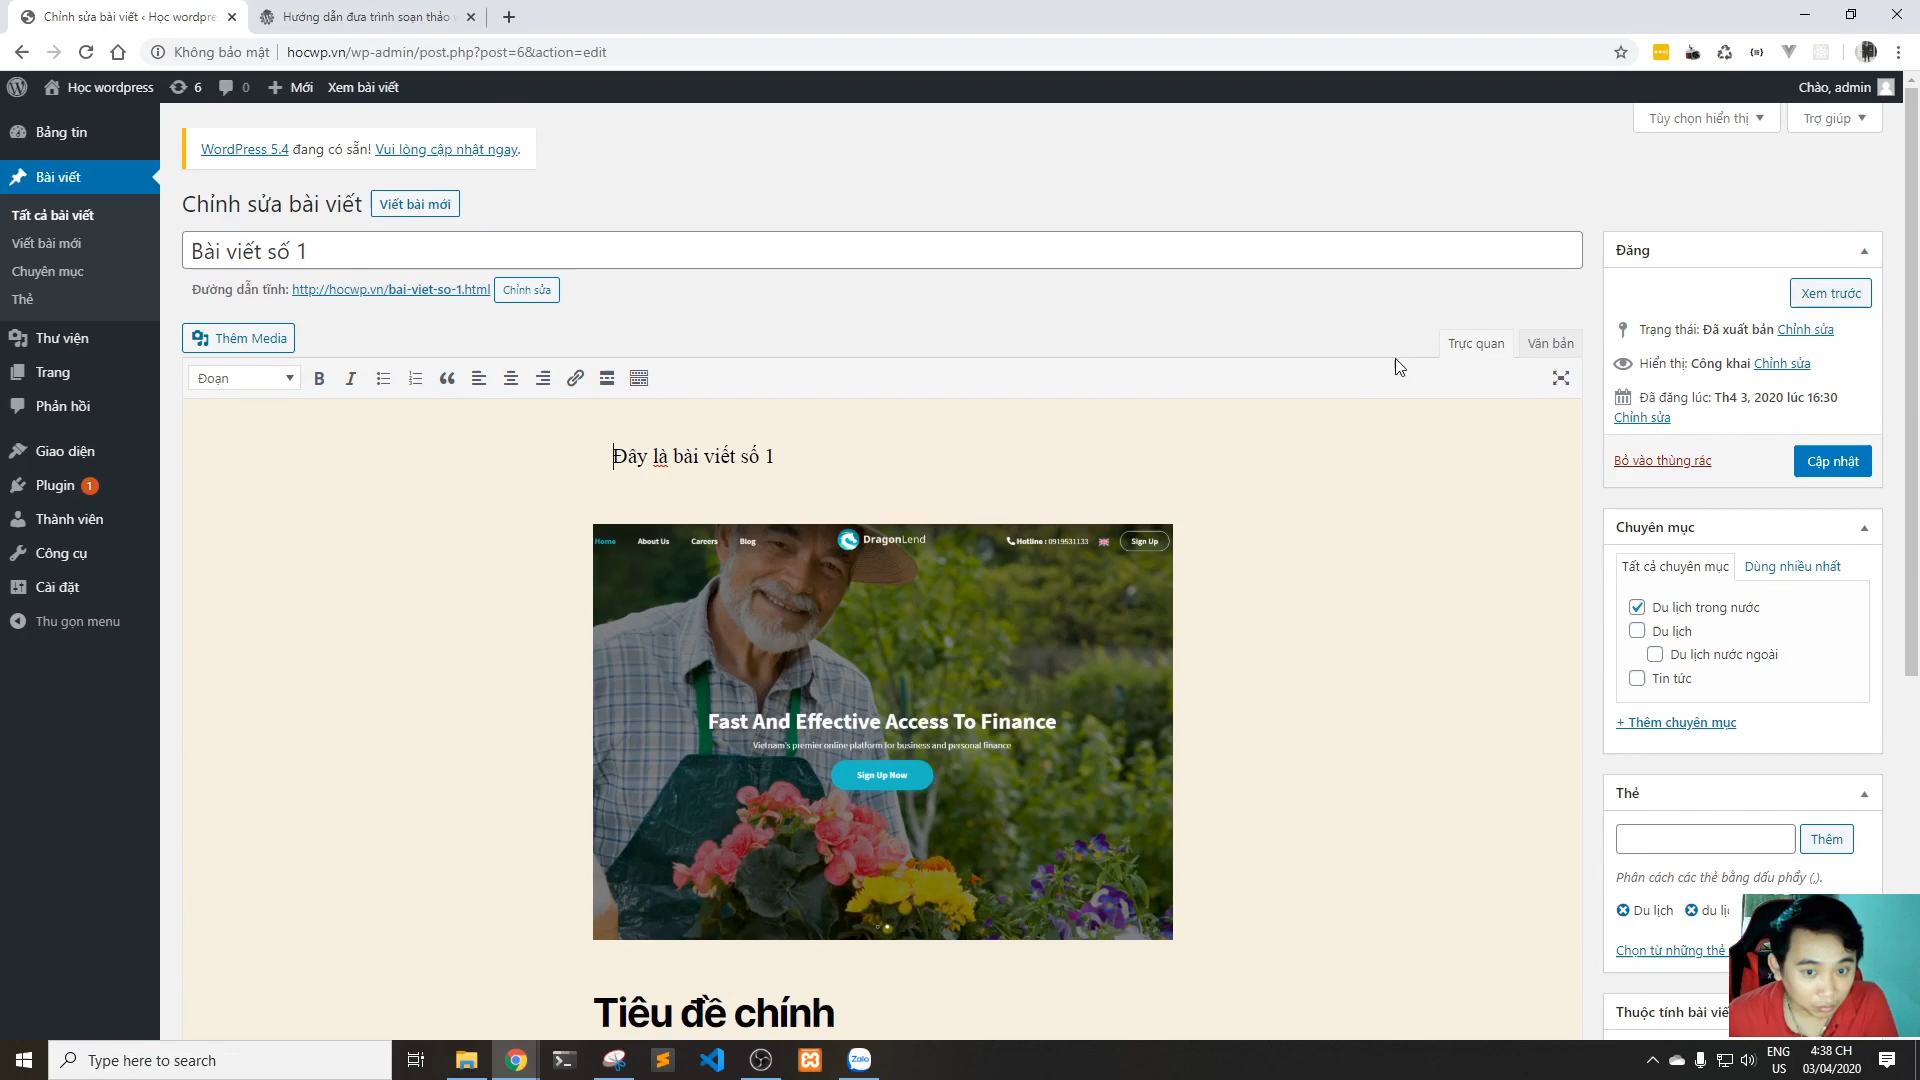 Chỉnh sửa bài viết ‹ Học wordpre
Hướng dẫn đưa trình soạn thảo
Không bảo mật
hocwp.vn/wp-admin/post.php?post=6&action=edit
Học wordpress
6
0
Mới
Xem bài viết
Chào, admin
Tùy chọn hiển thị
Trợ giúp
Bảng tin
Bài viết
Tất cả bài viết
Viết bài mới
Chuyên mục
Thẻ
Thư viện
Trang
Phản hồi
Giao diện
Plugin 1
Thành viên
Công cụ
Cài đặt
Thu gọn menu
WordPress 5.4 đang có sẵn! Vui lòng cập nhật ngay.
Chỉnh sửa bài viết
Viết bài mới
Bài viết số 1
Đường dẫn tĩnh: http://hocwp.vn/bai-viet-so-1.html
Chỉnh sửa
Thêm Media
Trực quan
Văn bản
Đoạn
Đây là bài viết số 1
Home
About Us
Careers
Blog
DragonLend
Hotline : 0919531133
Sign Up
Fast And Effective Access To Finance
Vietnam's premier online platform for business and personal finance
Sign Up Now
Tiêu đề chính
Đăng
Xem trước
Trạng thái: Đã xuất bản Chỉnh sửa
Hiển thị: Công khai Chỉnh sửa
Đã đăng lúc: Th4 3, 2020 lúc 16:30
Chỉnh sửa
Bỏ vào thùng rác
Cập nhật
Chuyên mục
Tất cả chuyên mục
Dùng nhiều nhất
Du lịch trong nước
Du lịch
Du lịch nước ngoài
Tin tức
+ Thêm chuyên mục
Thẻ
Thêm
Phân cách các thẻ bằng dấu phẩy (,).
Du lịch
du lị
Chọn từ những thẻ
Thuộc tính bài viế
Type here to search
Zalo
ENG
US
4:38 CH
03/04/2020